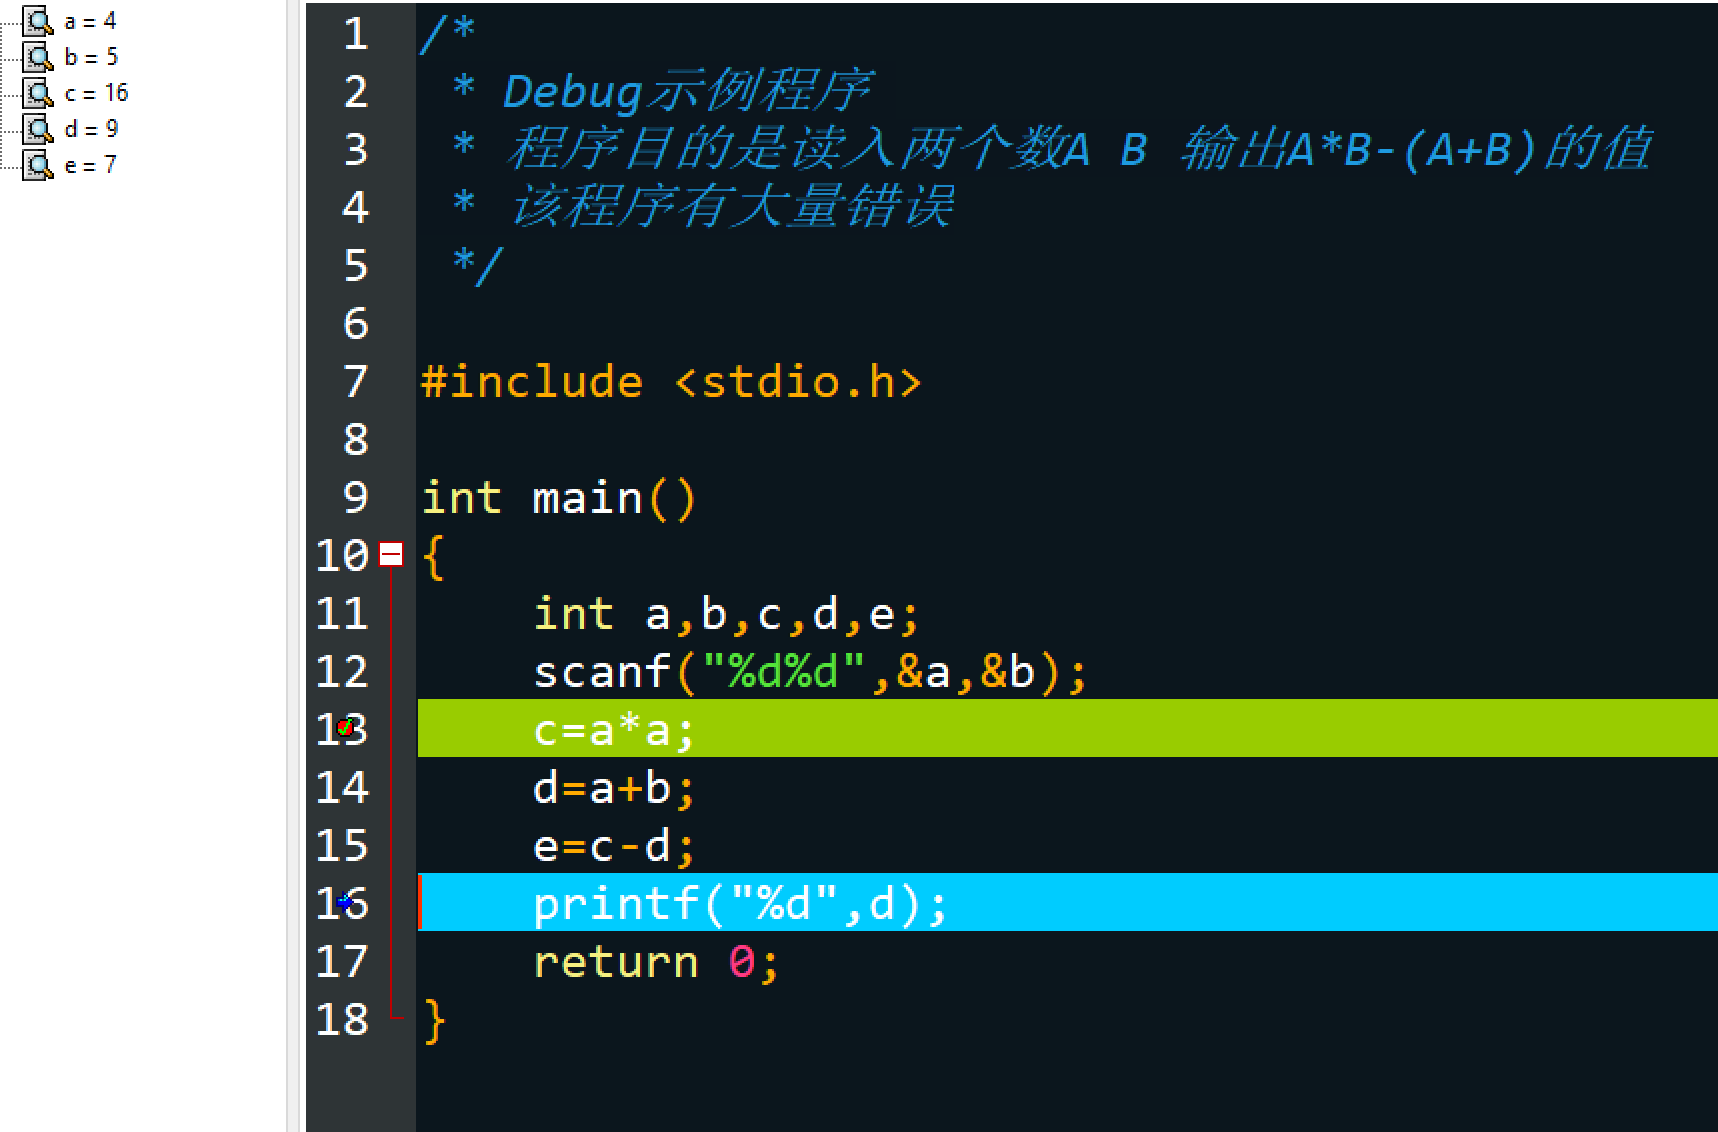 a = 4
b = 5
c = 16
d = 9
e = 7
1 /*
2  * Debug示例程序
3  * 程序目的是读入两个数A B 输出A*B-(A+B)的值
4  * 该程序有大量错误
5  */
6
7 #include <stdio.h>
8
9 int main()
10 {
11     int a,b,c,d,e;
12     scanf("%d%d",&a,&b);
13     c=a*a;
14     d=a+b;
15     e=c-d;
16     printf("%d",d);
17     return 0;
18 }